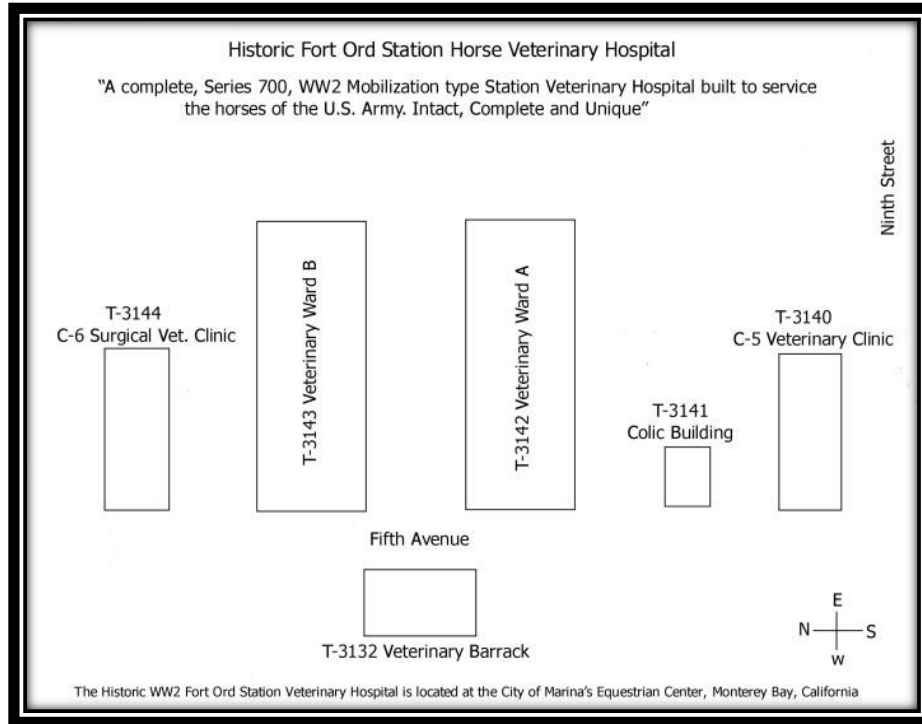 Historic Fort Ord Station Horse Veterinary Hospital
“A complete, Series 700, WW2 Mobilization type Station Veterinary Hospital built to service
the horses of the U.S. Army. Intact, Complete and Unique”
Ninth Street
T-3144
C-6 Surgical Vet. Clinic
T-3143 Veterinary Ward B
T-3142 Veterinary Ward A
T-3141
Colic Building
T-3140
C-5 Veterinary Clinic
Fifth Avenue
T-3132 Veterinary Barrack
E
N S
W
The Historic WW2 Fort Ord Station Veterinary Hospital is located at the City of Marina’s Equestrian Center, Monterey Bay, California